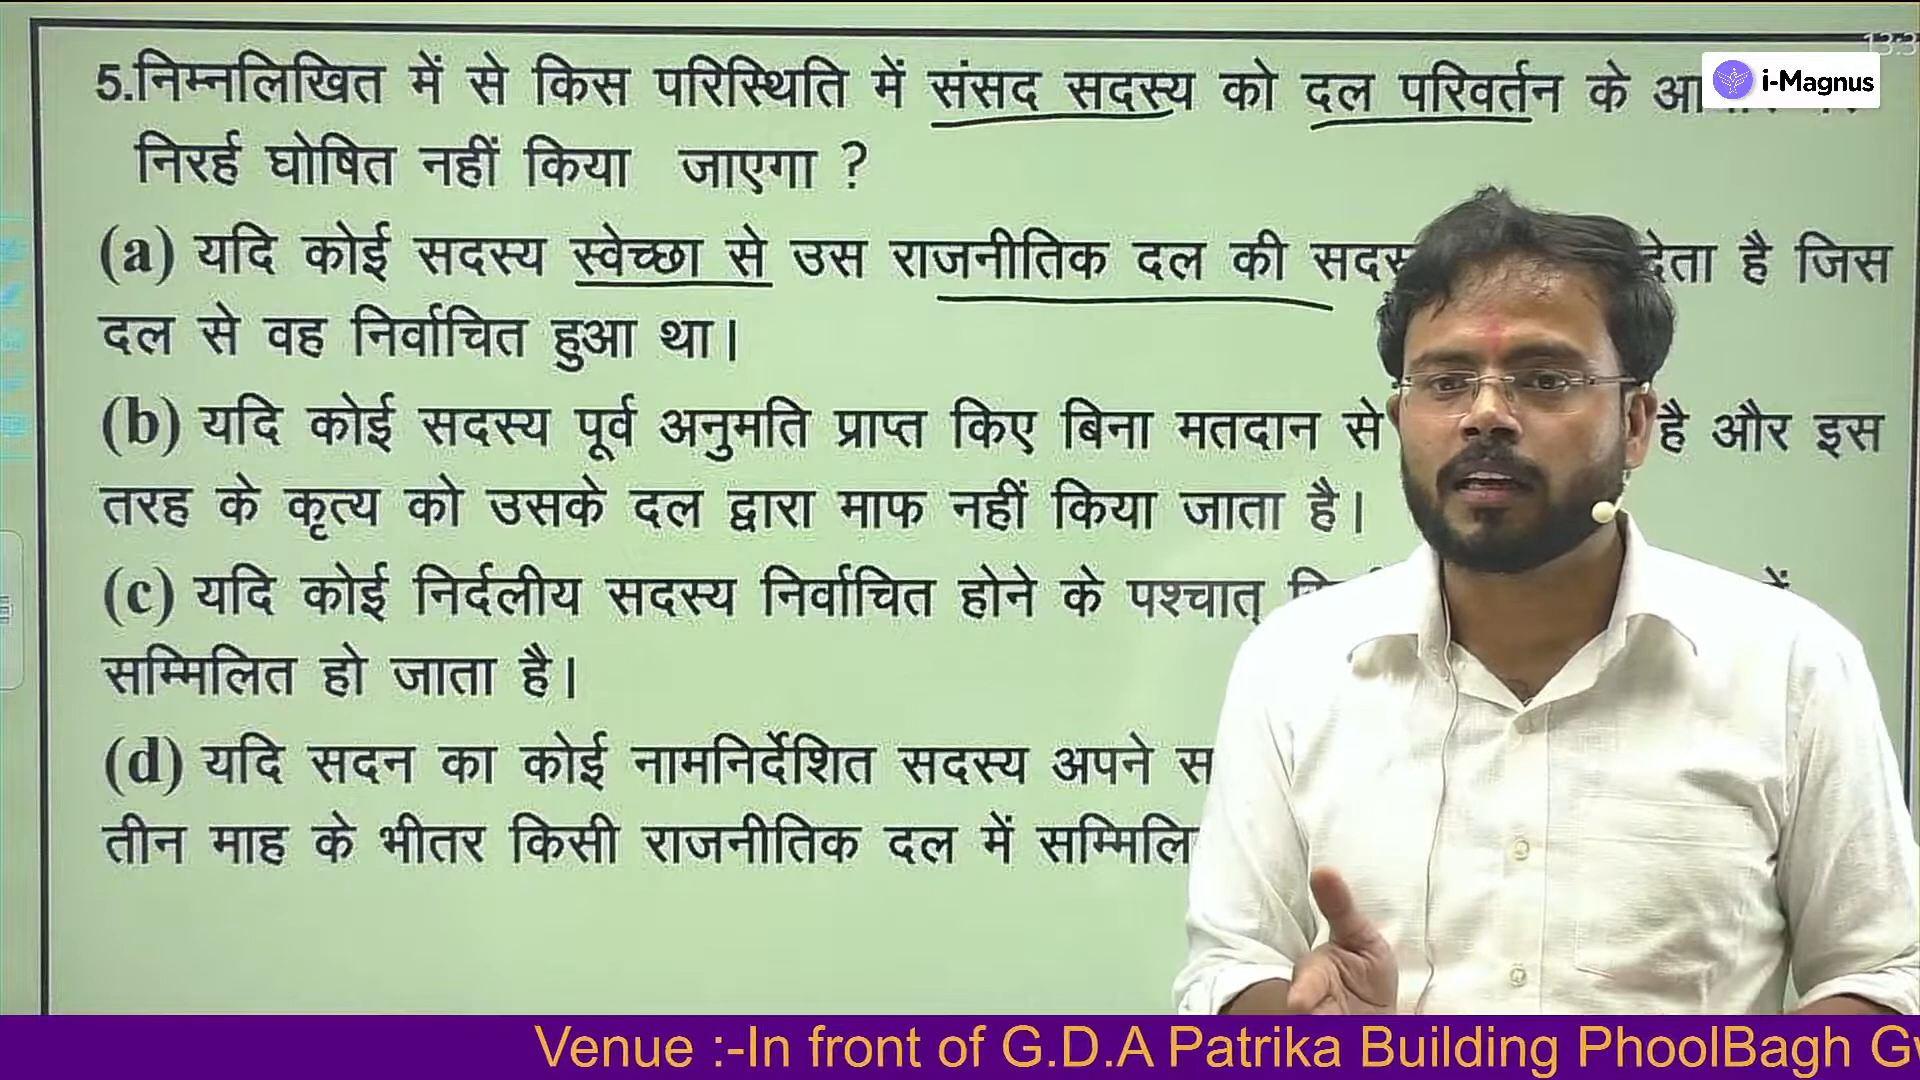 5.निम्नलिखित में से किस परिस्थिति में संसद सदस्य को दल परिवर्तन के
i-Magnus
निरर्ह घोषित नहीं किया जाएगा ?
(a) यदि कोई सदस्य स्वेच्छा से उस राजनीतिक दल की देता है जिस
दल से वह निर्वाचित हुआ था।
(b) यदि कोई सदस्य पूर्व अनुमति प्राप्त किए बिना मतदान से है और इस
तरह के कृत्य को उसके दल द्वारा माफ नहीं किया जाता है।
(c) यदि कोई निर्दलीय सदस्य निर्वाचित होने के पश्चात् में
सम्मिलित हो जाता है।
(d) यदि सदन का कोई नामनिर्देशित सदस्य अपने
तीन माह के भीतर किसी राजनीतिक दल में
Venue :-In front of G.D.A Patrika Building PhoolBagh